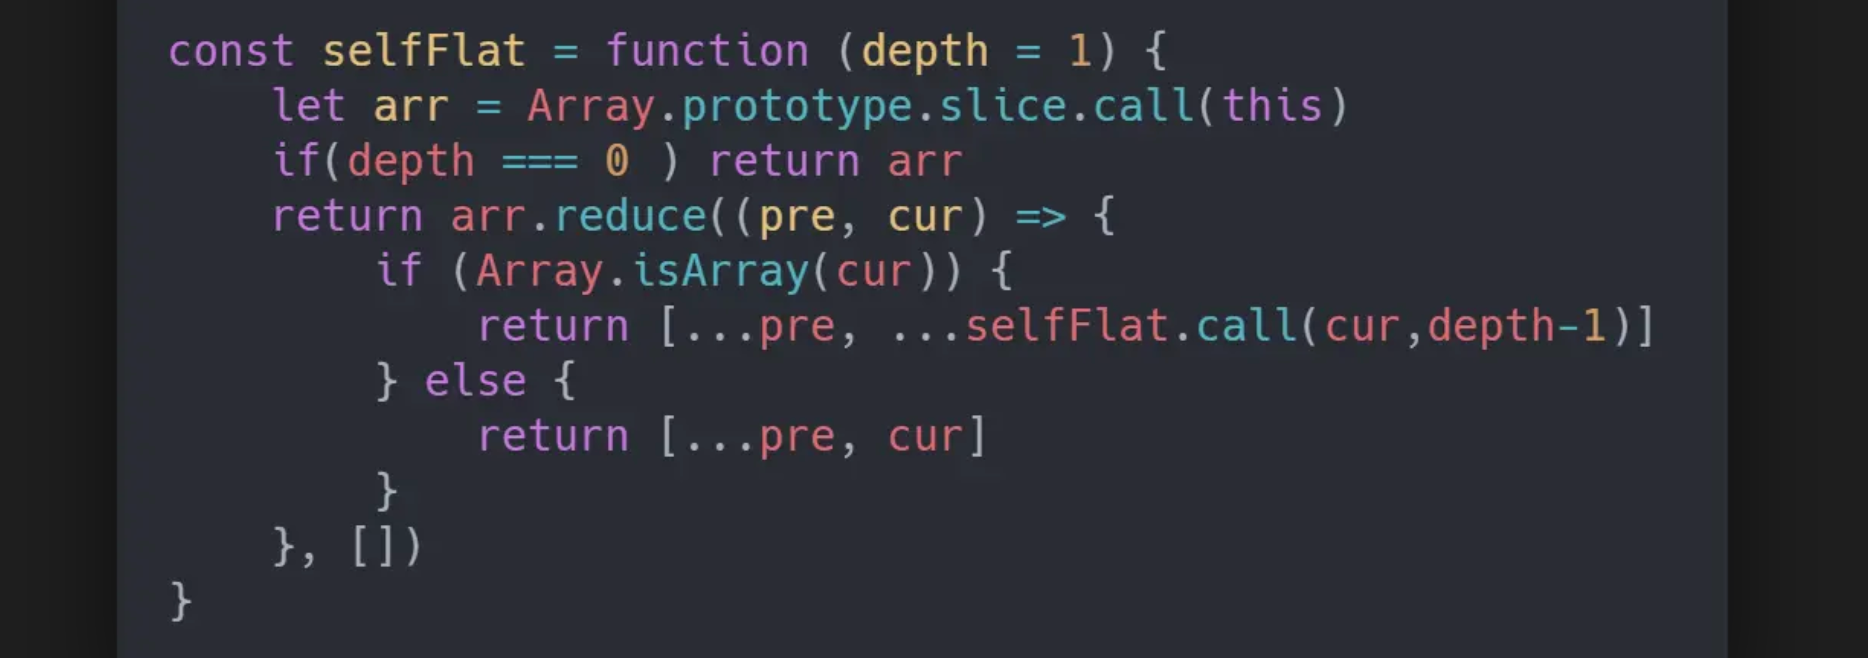 const selfFlat = function (depth = 1) {
    let arr = Array.prototype.slice.call(this)
    if(depth === 0 ) return arr
    return arr.reduce((pre, cur) => {
        if (Array.isArray(cur)) {
            return [...pre, ...selfFlat.call(cur,depth-1)]
        } else {
            return [...pre, cur]
        }
    }, [])
}